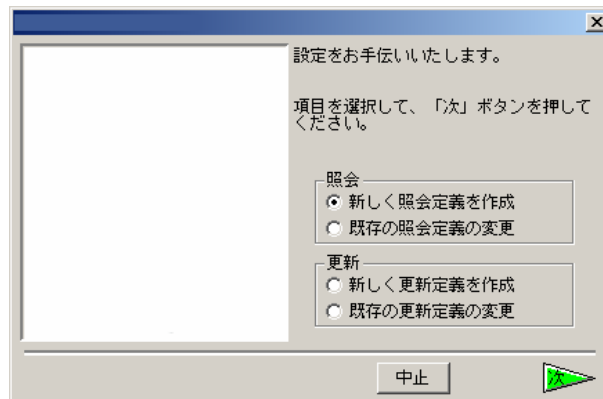 設定をお手伝いいたします。
項目を選択して、「次」ボタンを押して
ください。
照会
新しく照会定義を作成
既存の照会定義の変更
更新
新しく更新定義を作成
既存の更新定義の変更
中止
次